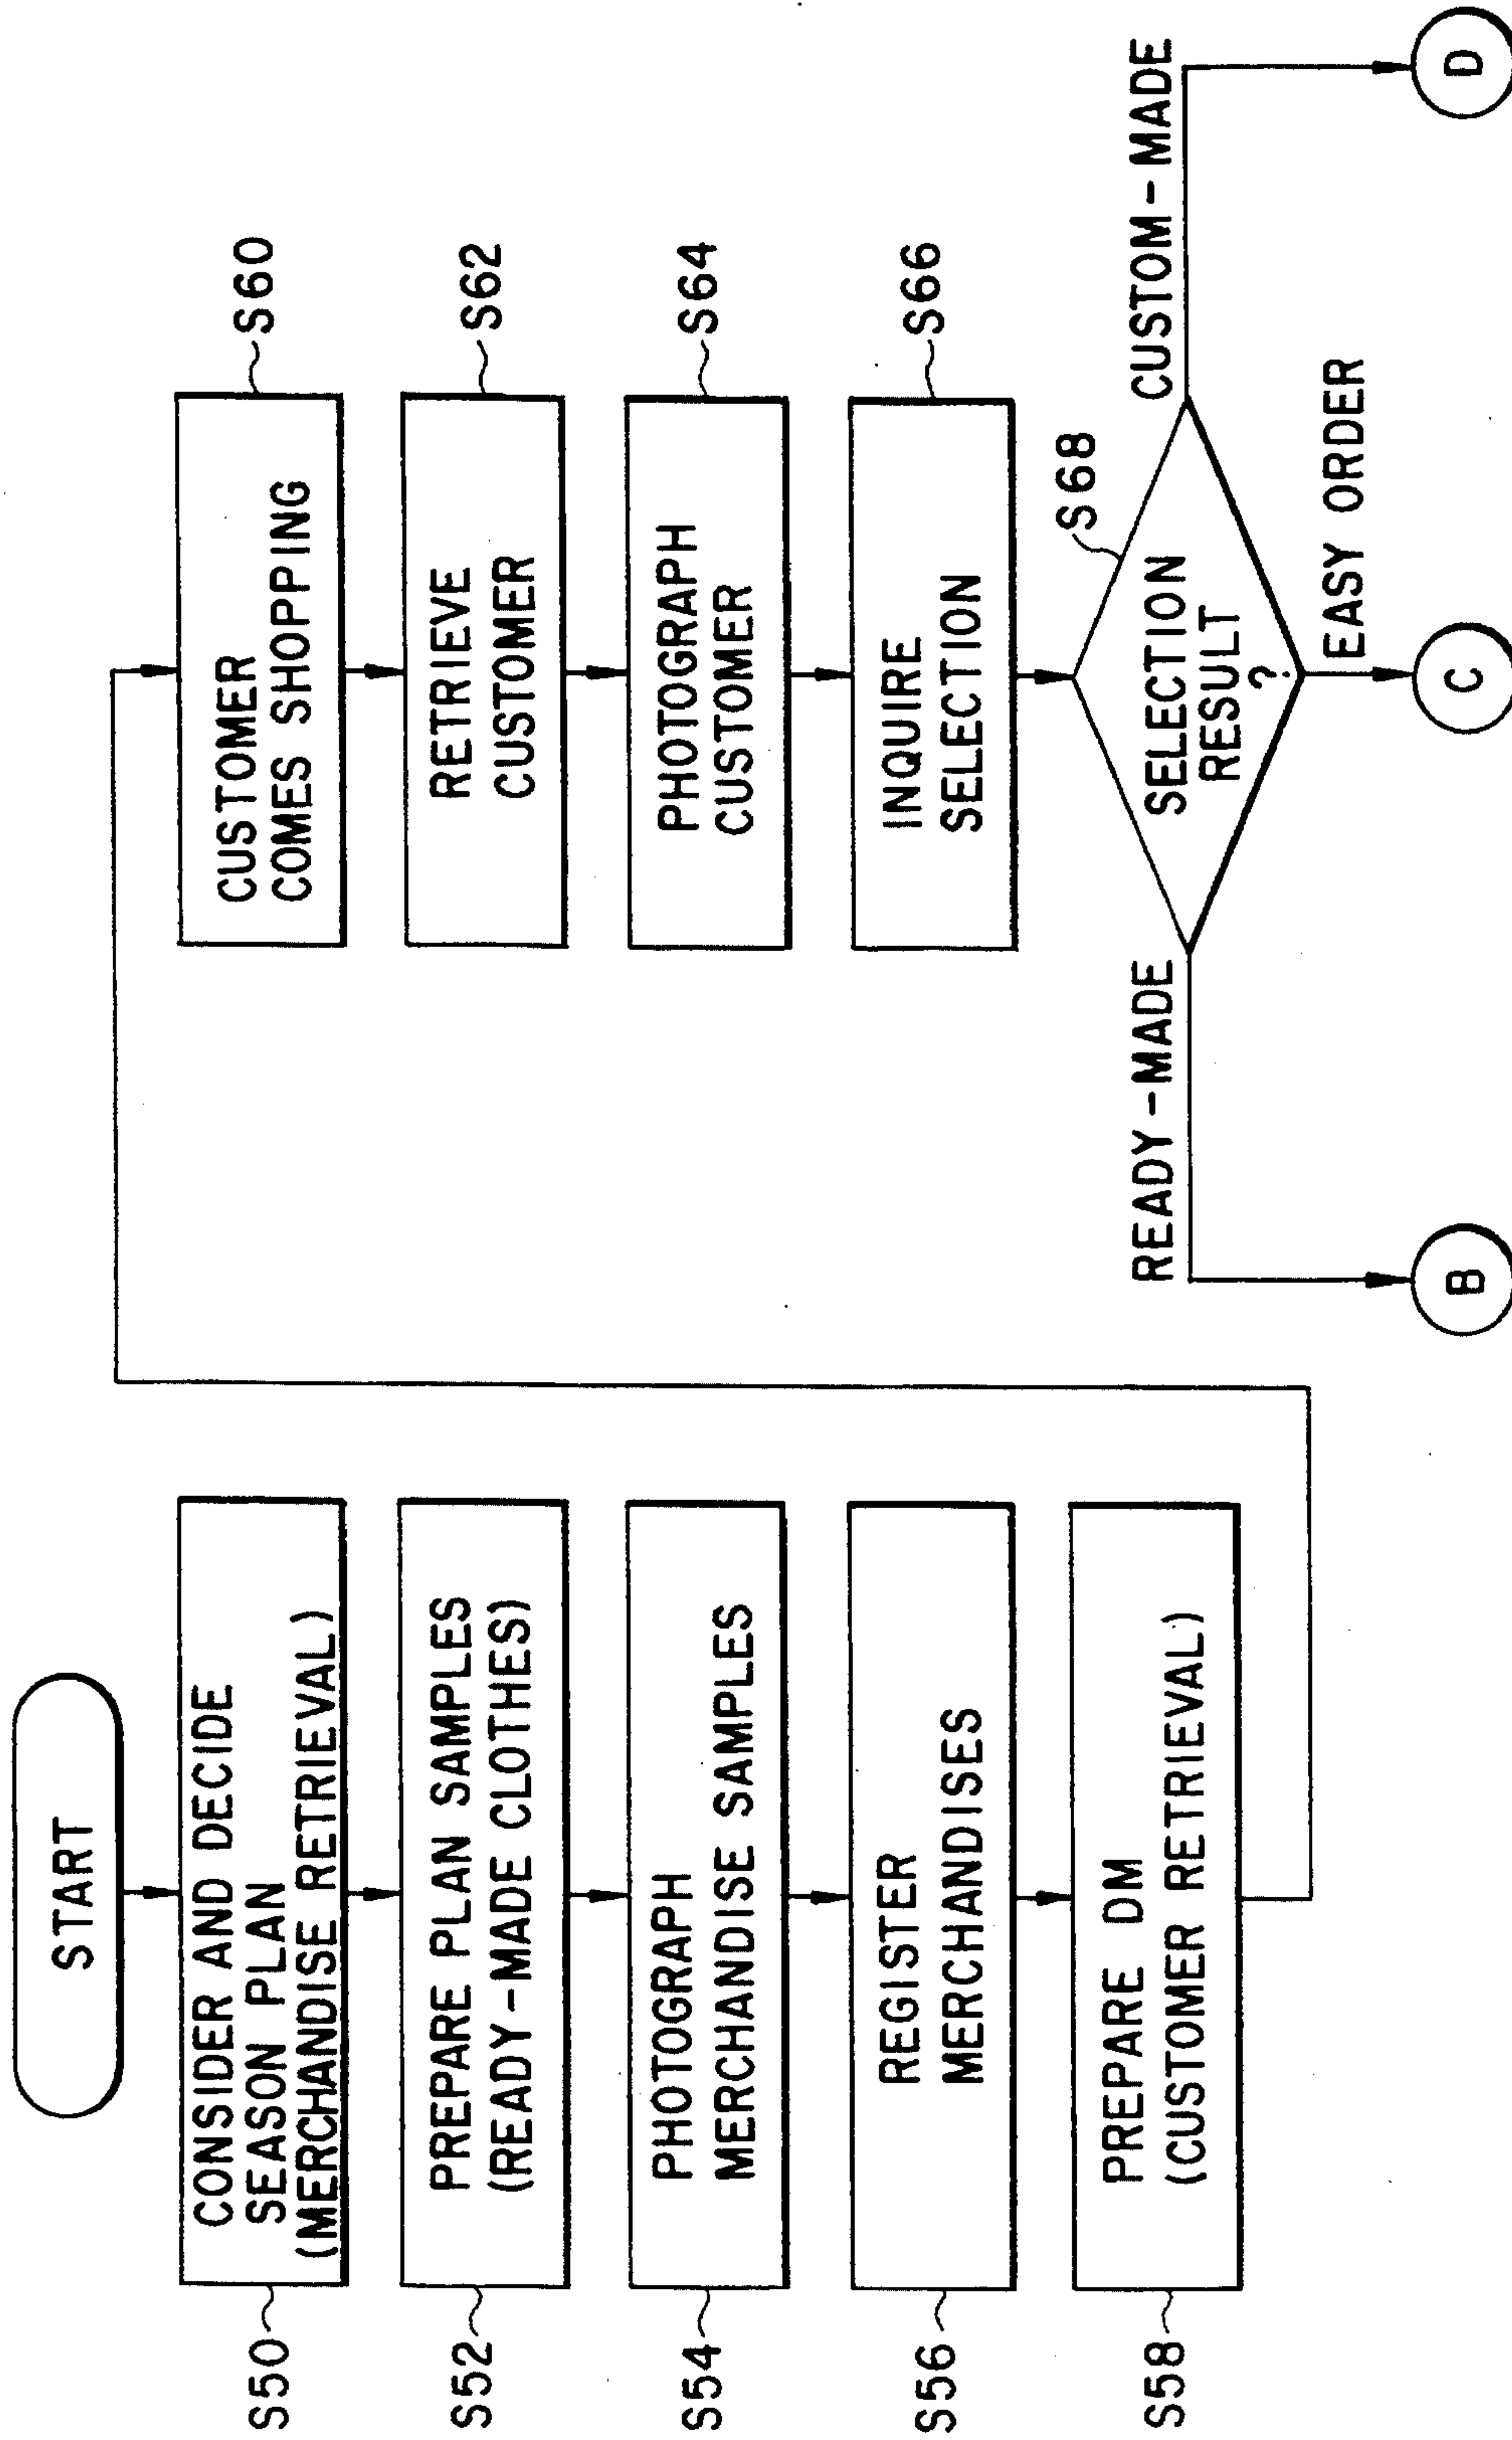 START
S50
CONSIDER AND DECIDE
SEASON PLAN
(MERCHANDISE RETRIEVAL)
S52
PREPARE PLAN SAMPLES
(READY-MADE CLOTHES)
S54
PHOTOGRAPH
MERCHANDISE SAMPLES
S56
REGISTER
MERCHANDISES
S58
PREPARE DM
(CUSTOMER RETRIEVAL)
CUSTOMER
COMES SHOPPING
S60
RETRIEVE
CUSTOMER
S62
PHOTOGRAPH
CUSTOMER
S64
INQUIRE
SELECTION
S66
S68
SELECTION
RESULT
?
READY-MADE
CUSTOM-MADE
EASY ORDER
B
C
D